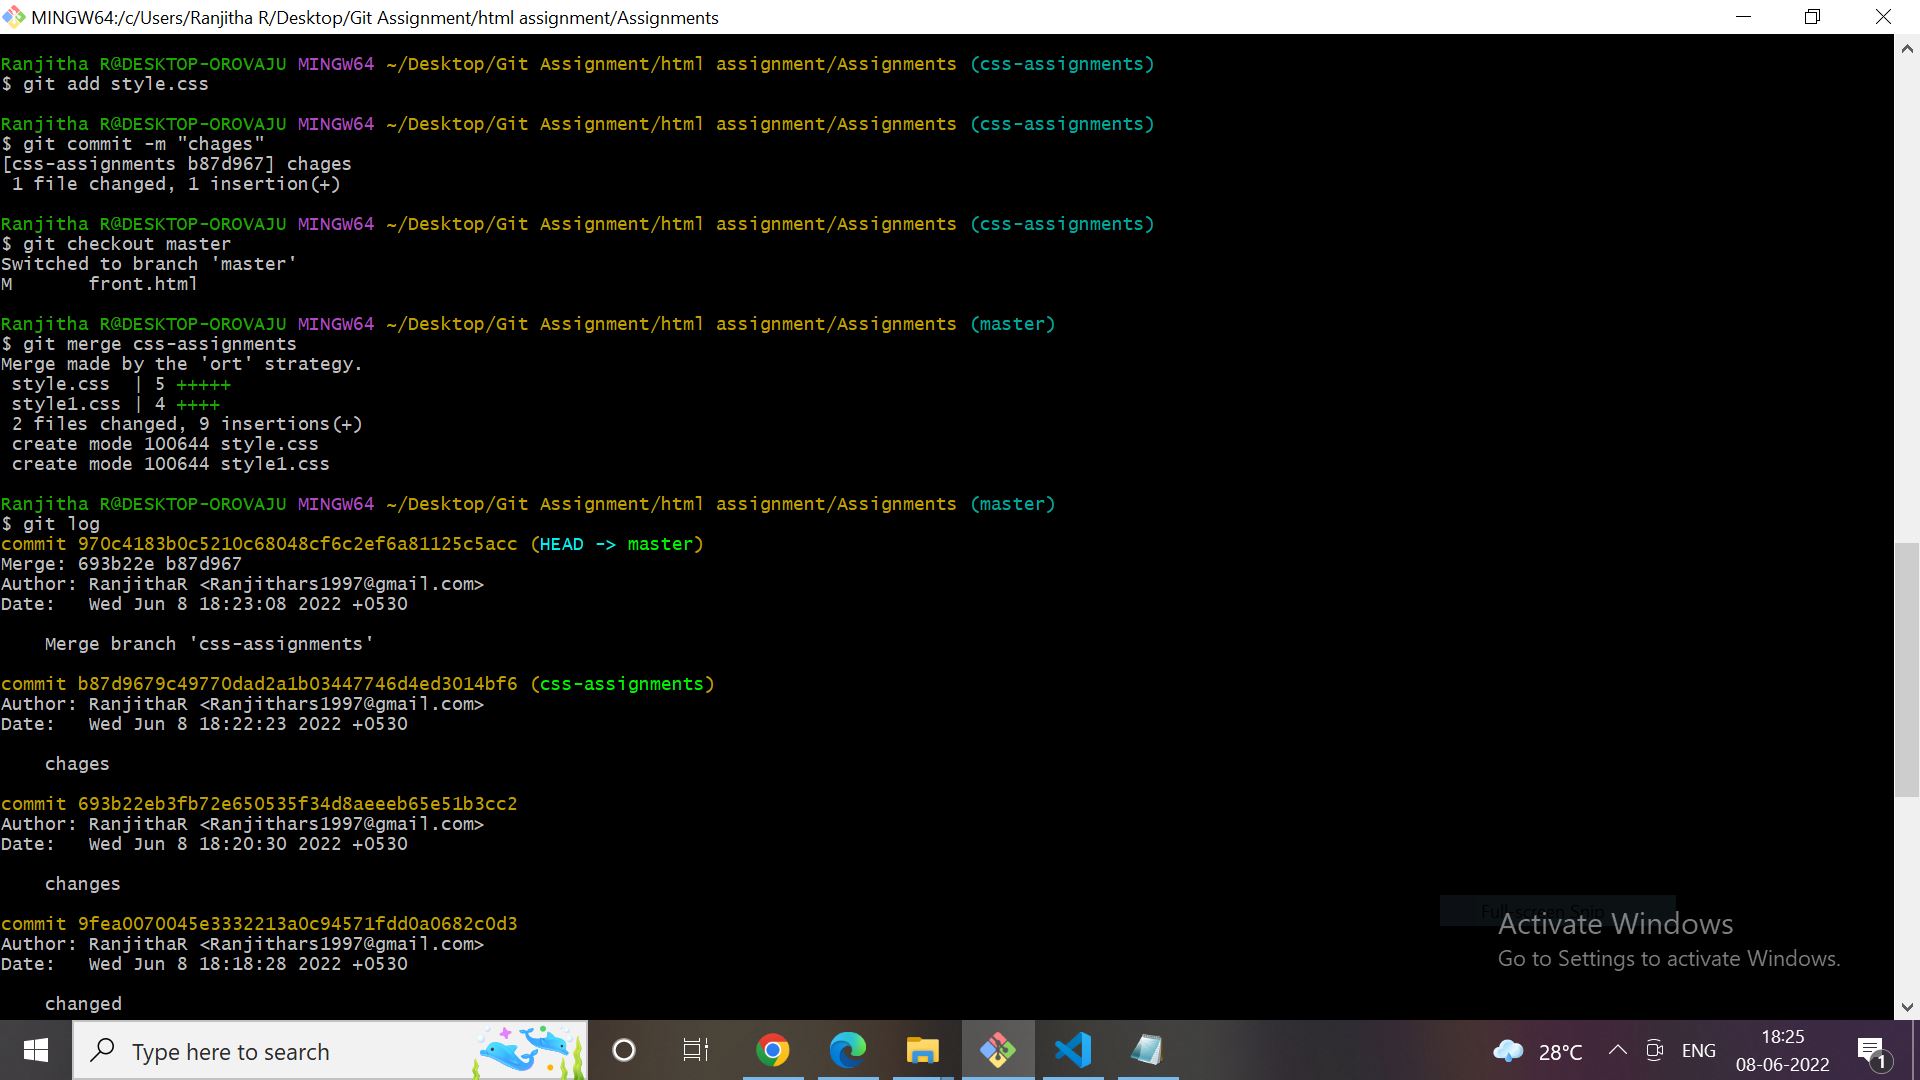 MINGW64:/c/Users/Ranjitha R/Desktop/Git Assignment/html assignment/Assignments
Ranjitha R@DESKTOP-OROVAJU MINGW64 ~/Desktop/Git Assignment/html assignment/Assignments (css-assignments)
$ git add style.css
Ranjitha R@DESKTOP-OROVAJU MINGW64 ~/Desktop/Git Assignment/html assignment/Assignments (css-assignments)
$ git commit -m "chages"
[css-assignments b87d967] chages
1 file changed, 1 insertion(+)
Ranjitha R@DESKTOP-OROVAJU MINGW64 ~/Desktop/Git Assignment/html assignment/Assignments (css-assignments)
$ git checkout master
Switched to branch 'master'
M front.html
Ranjitha R@DESKTOP-OROVAJU MINGW64 ~/Desktop/Git Assignment/html assignment/Assignments (master)
$ git merge css-assignments
Merge made by the 'ort' strategy.
style.css | 5 +++++
style1.css | 4 ++++
2 files changed, 9 insertions(+)
create mode 100644 style.css
create mode 100644 style1.css
Ranjitha R@DESKTOP-OROVAJU MINGW64 ~/Desktop/Git Assignment/html assignment/Assignments (master)
$ git log
commit 970c4183b0c5210c68048cf6c2ef6a81125c5acc (HEAD -> master)
Merge: 693b22e b87d967
Author: RanjithaR <Ranjithars1997@gmail.com>
Date: Wed Jun 8 18:23:08 2022 +0530
Merge branch 'css-assignments'
commit b87d9679c49770dad2a1b03447746d4ed3014bf6 (css-assignments)
Author: RanjithaR <Ranjithars1997@gmail.com>
Date: Wed Jun 8 18:22:23 2022 +0530
chages
commit 693b22eb3fb72e650535f34d8aeeeb65e51b3cc2
Author: RanjithaR <Ranjithars1997@gmail.com>
Date: Wed Jun 8 18:20:30 2022 +0530
changes
commit 9fea0070045e3332213a0c94571fdd0a0682c0d3
Author: RanjithaR <Ranjithars1997@gmail.com>
Date: Wed Jun 8 18:18:28 2022 +0530
changed
Full-screen Snip
Activate Windows
Go to Settings to activate Windows.
Type here to search
28°C
ENG
18:25
08-06-2022
1